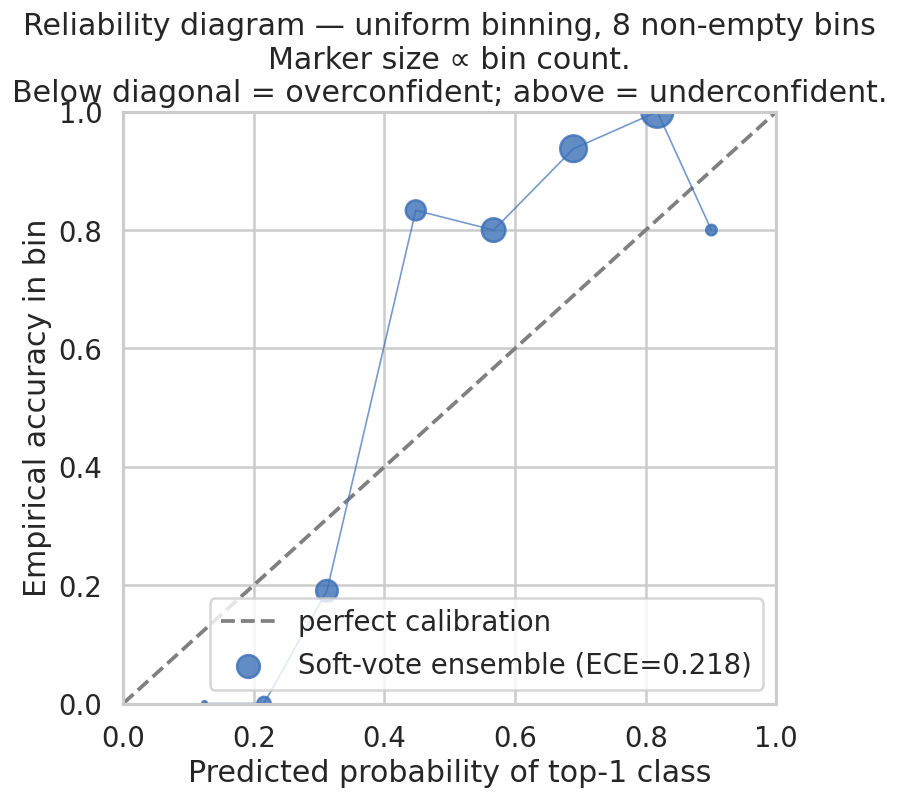 Reliability diagram — uniform binning, 8 non-empty bins
Marker size ∝ bin count.
Below diagonal = overconfident; above = underconfident.
1.0
0.8
0.6
0.4
0.2
0.0
Empirical accuracy in bin
perfect calibration
Soft-vote ensemble (ECE=0.218)
0.0 0.2 0.4 0.6 0.8 1.0
Predicted probability of top-1 class